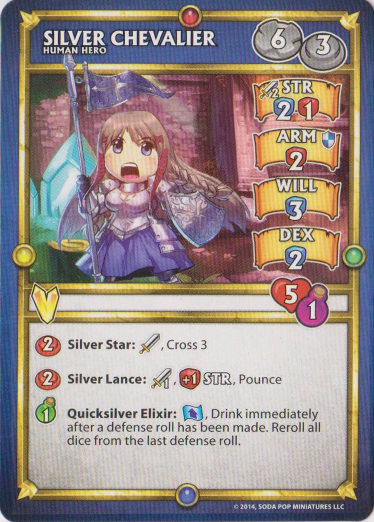 SILVER CHEVALIER
HUMAN HERO
6 3
2 STR
2 1
ARM
2
WILL
3
DEX
2
5
1
2 Silver Star: , Cross 3
2 Silver Lance: 1, +1 STR, Pounce
1 Quicksilver Elixir: , Drink immediately
after a defense roll has been made. Reroll all
dice from the last defense roll.
© 2014, SODA POP MINIATURES LLC